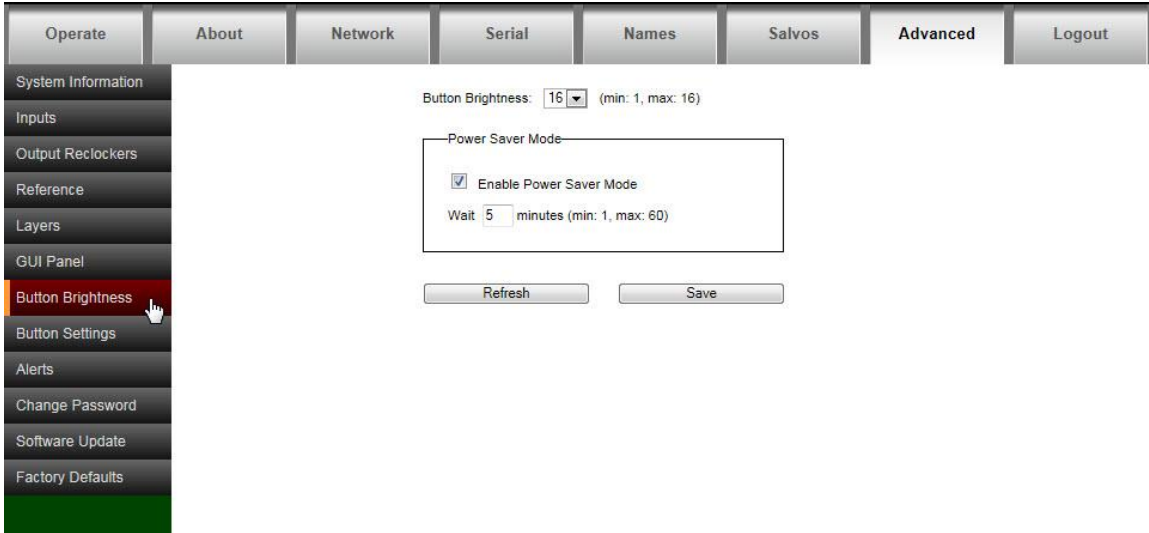 Operate About Network Serial Names Salvos Advanced Logout
System Information
Inputs
Output Reclockers
Reference
Layers
GUI Panel
Button Brightness
Button Settings
Alerts
Change Password
Software Update
Factory Defaults
Button Brightness: 16 (min: 1, max: 16)
Power Saver Mode
Enable Power Saver Mode
Wait 5 minutes (min: 1, max: 60)
Refresh Save